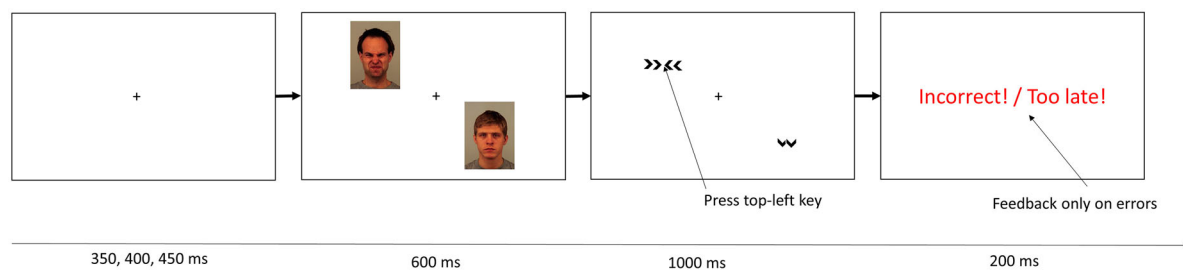 +
+
+
Incorrect! / Too late!
Press top-left key
Feedback only on errors
350, 400, 450 ms
600 ms
1000 ms
200 ms